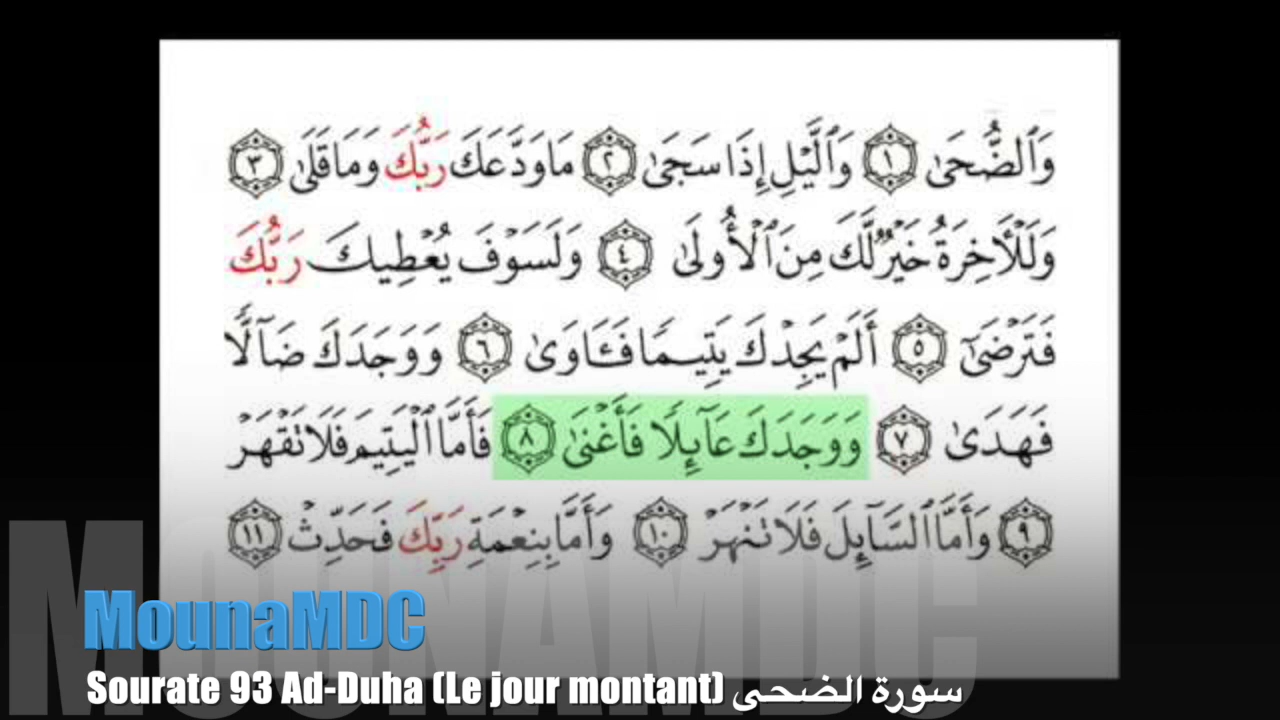 وَٱلضُّحَىٰ ١ وَٱلَّيْلِ إِذَا سَجَىٰ ٢ مَا وَدَّعَكَ رَبُّكَ وَمَا قَلَىٰ ٣
وَلَلْأَخِرَةُ خَيْرٌ لَّكَ مِنَ ٱلْأُولَىٰ ٤ وَلَسَوْفَ يُعْطِيكَ رَبُّكَ
فَتَرْضَىٰٓ ٥ أَلَمْ يَجِدْكَ يَتِيمًا فَـَٔاوَىٰ ٦ وَوَجَدَكَ ضَآلًّا
فَهَدَىٰ ٧ وَوَجَدَكَ عَآئِلًا فَأَغْنَىٰ ٨ فَأَمَّا ٱلْيَتِيمَ فَلَا تَقْهَرْ
٩ وَأَمَّا ٱلسَّآئِلَ فَلَا تَنْهَرْ ١٠ وَأَمَّا بِنِعْمَةِ رَبِّكَ فَحَدِّثْ ١١
MOUNAMDC
MounaMDC
Sourate 93 Ad-Duha (Le jour montant) سورة الضحى